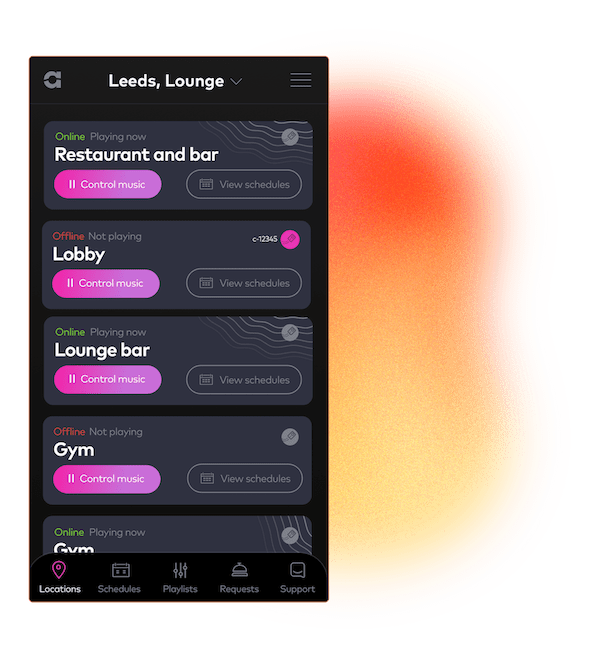 Leeds, Lounge
Online Playing now
Restaurant and bar
Control music View schedules
Offline Not playing c-12345
Lobby
Control music View schedules
Online Playing now
Lounge bar
Control music View schedules
Offline Not playing
Gym
Control music View schedules
Online Playing now
Gym
Locations Schedules Playlists Requests Support